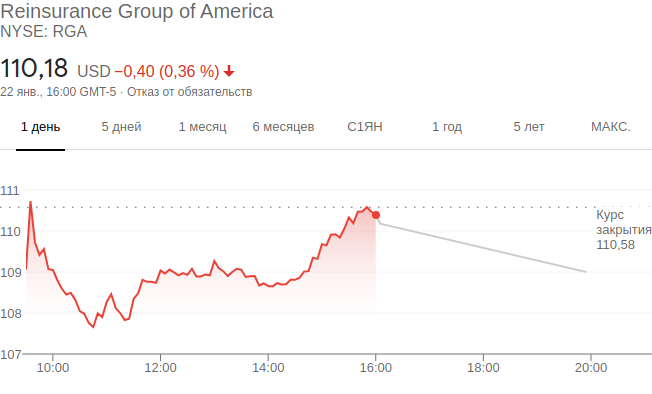 Reinsurance Group of America
NYSE: RGA
110,18 USD −0,40 (0,36 %)
22 янв., 16:00 GMT-5 · Отказ от обязательств
1 день 5 дней 1 месяц 6 месяцев С1ЯН 1 год 5 лет МАКС.
111
110
109
108
107
Курс
закрытия
110,58
10:00 12:00 14:00 16:00 18:00 20:00